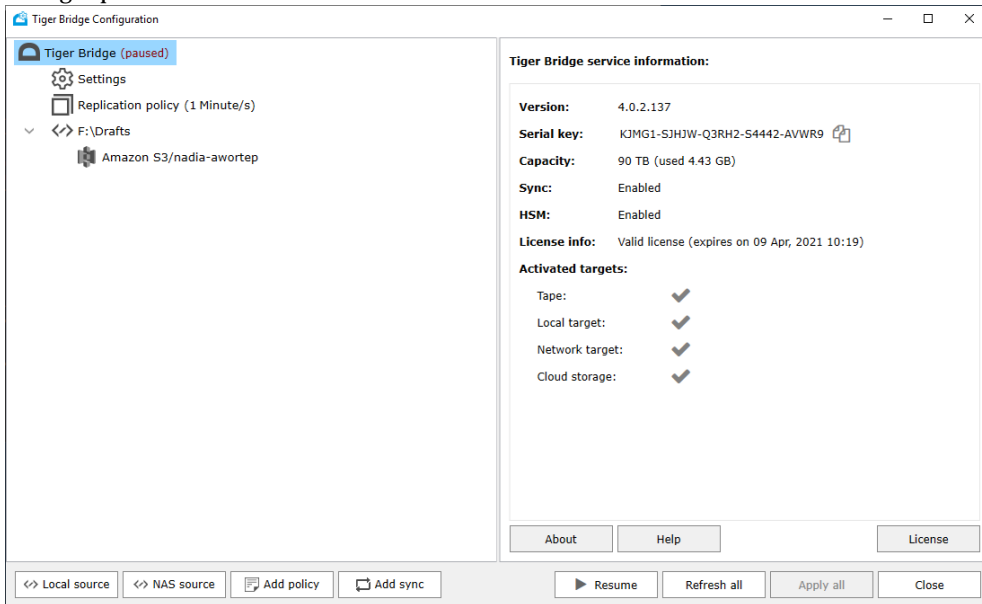 Tiger Bridge Configuration
Tiger Bridge (paused)
Settings
Replication policy (1 Minute/s)
F:\Drafts
Amazon S3/nadia-awortep
Tiger Bridge service information:
Version: 4.0.2.137
Serial key: KJMG1-SJHJW-Q3RH2-S4442-AVWR9
Capacity: 90 TB (used 4.43 GB)
Sync: Enabled
HSM: Enabled
License info: Valid license (expires on 09 Apr, 2021 10:19)
Activated targets:
Tape:
Local target:
Network target:
Cloud storage:
About Help License
Local source NAS source Add policy Add sync Resume Refresh all Apply all Close